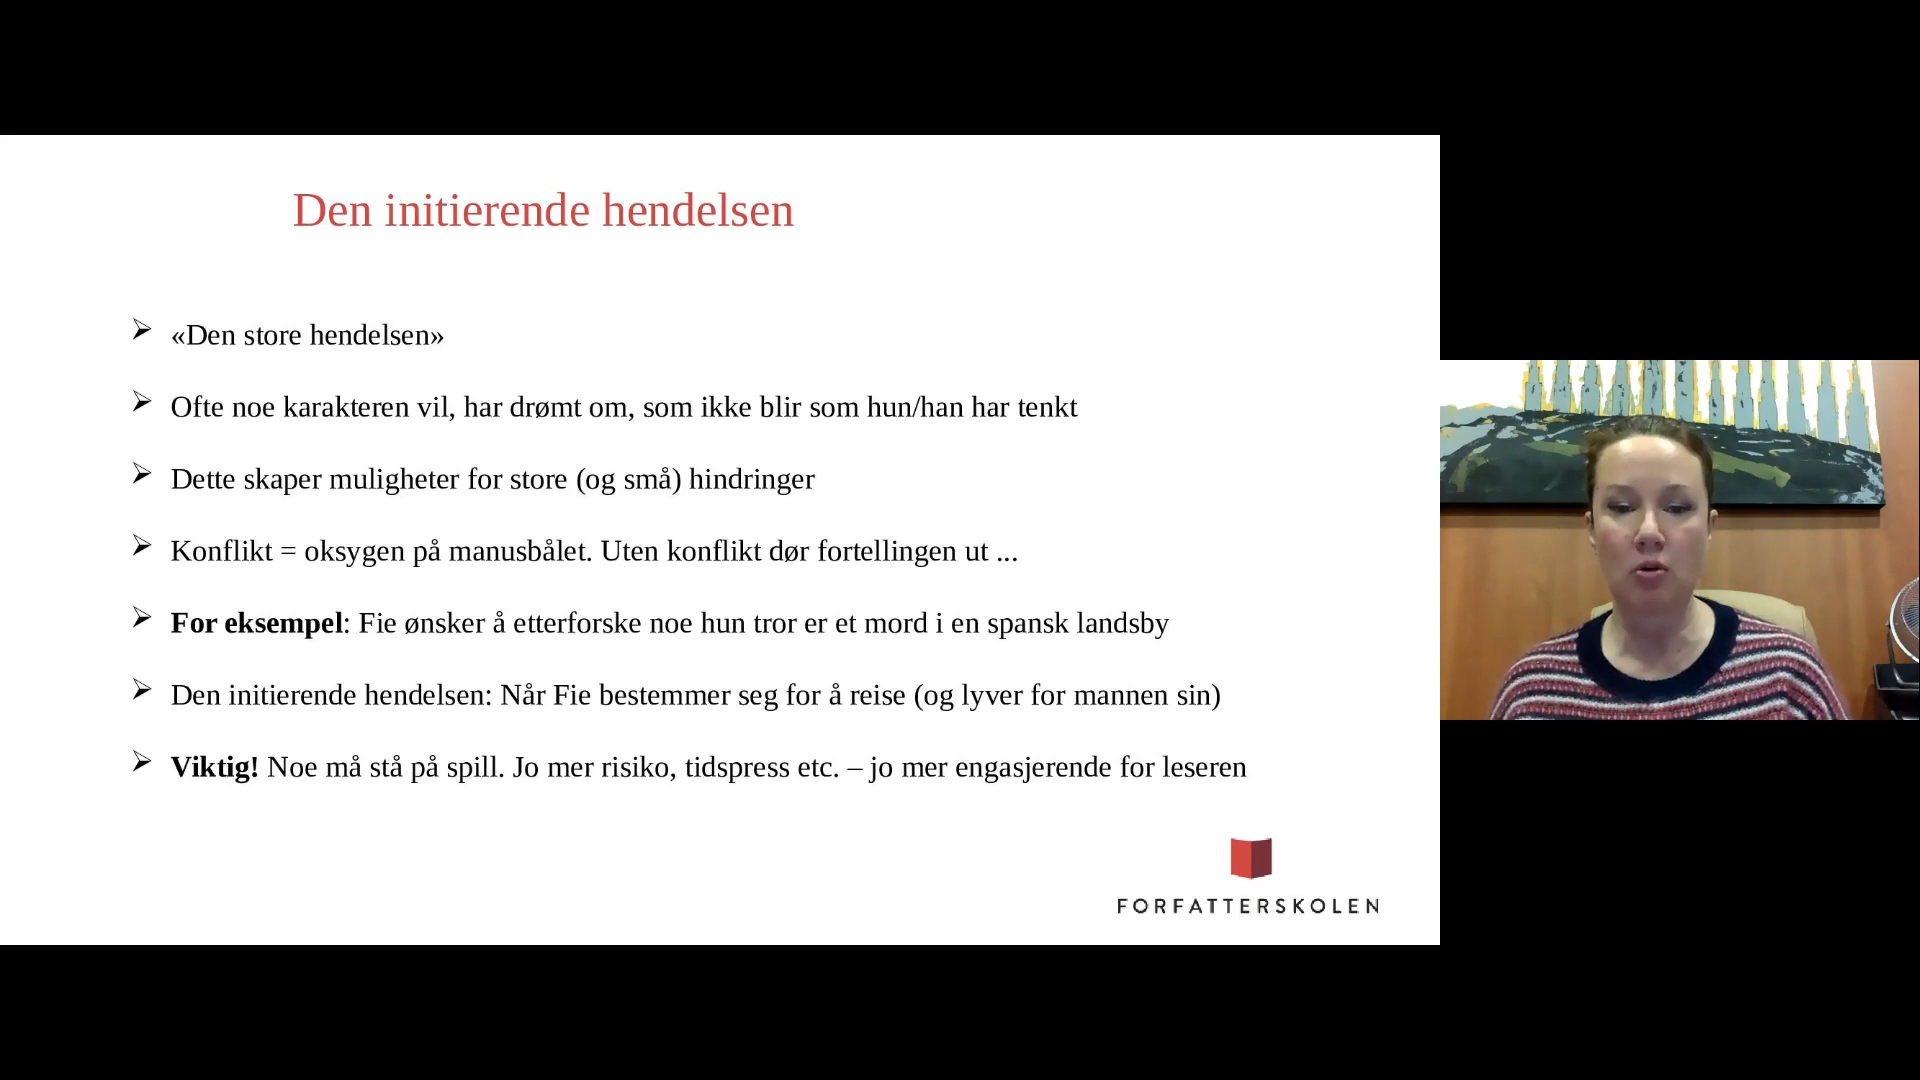 Den initierende hendelsen
«Den store hendelsen»
Ofte noe karakteren vil, har drømt om, som ikke blir som hun/han har tenkt
Dette skaper muligheter for store (og små) hindringer
Konflikt = oksygen på manusbålet. Uten konflikt dør fortellingen ut ...
For eksempel: Fie ønsker å etterforske noe hun tror er et mord i en spansk landsby
Den initierende hendelsen: Når Fie bestemmer seg for å reise (og lyver for mannen sin)
Viktig! Noe må stå på spill. Jo mer risiko, tidspress etc. – jo mer engasjerende for leseren
FORFATTERSKOLEN